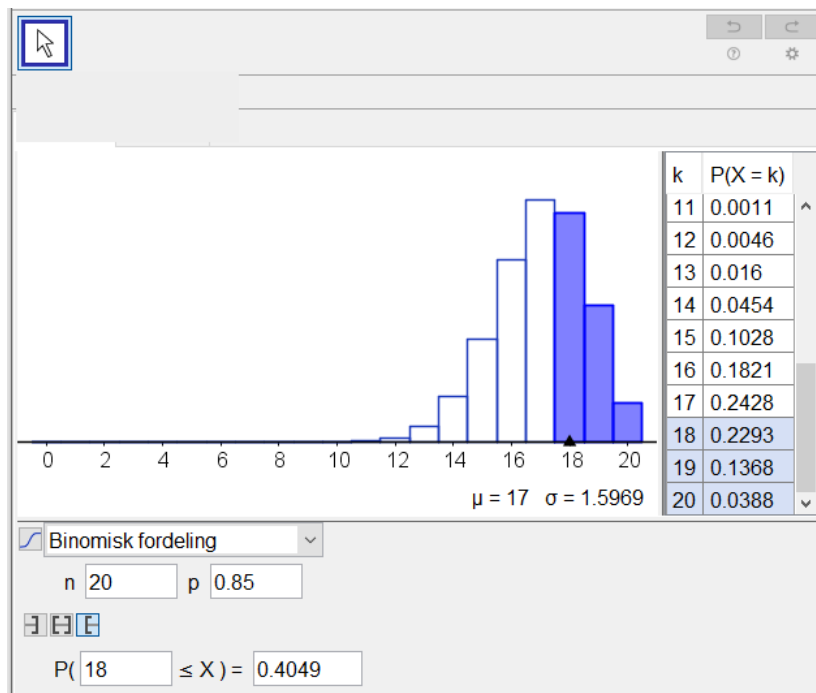 k P(X = k)
11 0.0011
12 0.0046
13 0.016
14 0.0454
15 0.1028
16 0.1821
17 0.2428
18 0.2293
19 0.1368
20 0.0388
0 2 4 6 8 10 12 14 16 18 20
μ = 17 σ = 1.5969
Binomisk fordeling
n 20 p 0.85
P( 18 ≤ X ) = 0.4049